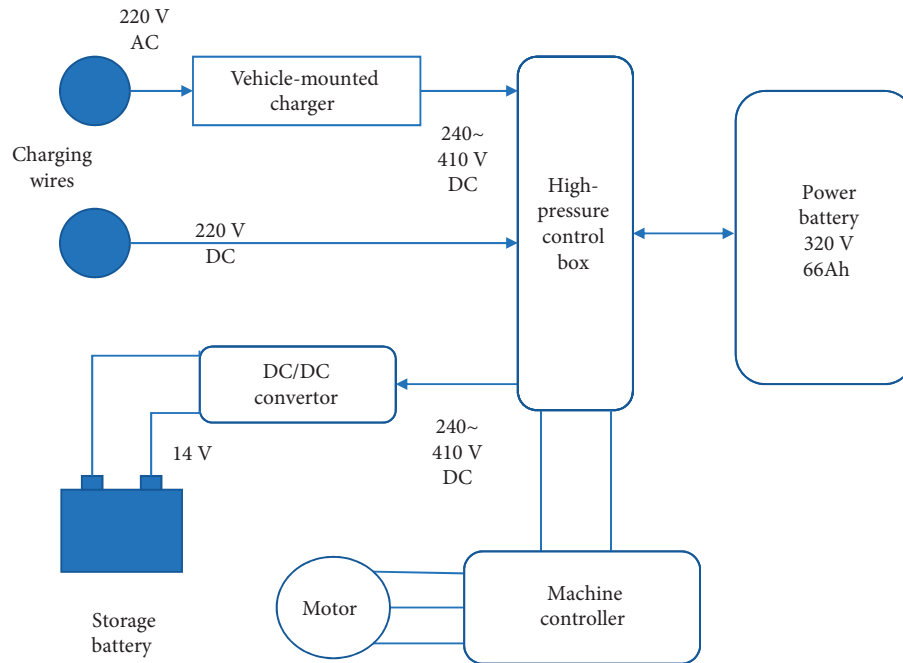 220 V
AC
Vehicle-mounted
charger
Charging
wires
240~
410 V
DC
220 V
DC
High-
pressure
control
box
Power
battery
320 V
66Ah
DC/DC
convertor
14 V
240~
410 V
DC
Storage
battery
Motor
Machine
controller